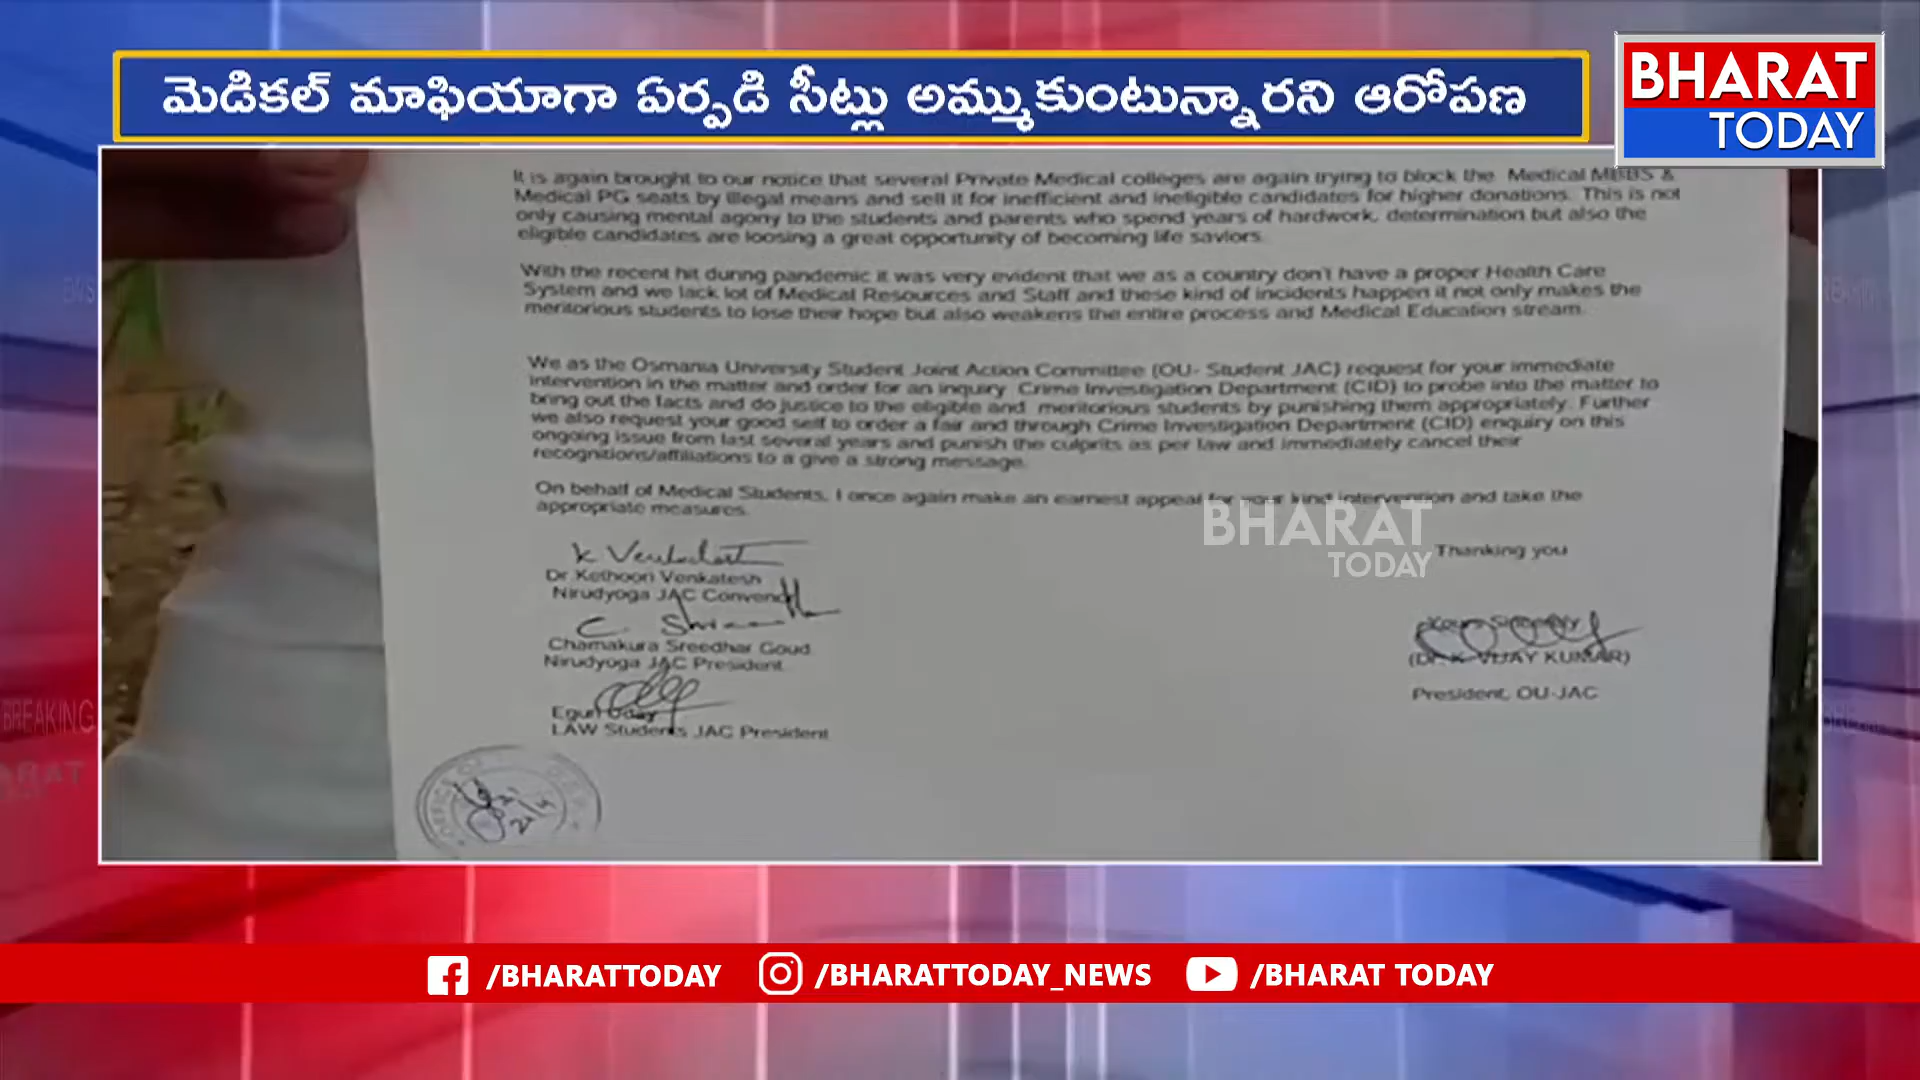 మెడికల్ మాఫియాగా ఏర్పడి సీట్లు అమ్ముకుంటున్నారని ఆరోపణ
BHARAT
TODAY
It is again brought to our notice that several Private Medical colleges are again trying to block the Medical MBBS &
Medical PG seats by illegal means and sell it for inefficient and ineligible candidates for higher donations. This is not
only causing mental agony to the students and parents who spend years of hardwork, determination but also the
eligible candidates are loosing a great opportunity of becoming life saviors.
With the recent hit during pandemic it was very evident that we as a country don't have a proper Health Care
System and we lack lot of Medical Resources and Staff and these kind of incidents happen it not only makes the
meritorious students to lose their hope but also weakens the entire process and Medical Education stream.
We as the Osmania University Student Joint Action Committee (OU- Student JAC) request for your immediate
intervention in the matter and order for an inquiry Crime Investigation Department (CID) to probe into the matter to
bring out the facts and do justice to the eligible and meritorious students by punishing them appropriately. Further
we also request your good self to order a fair and through Crime Investigation Department (CID) enquiry on this
ongoing issue from last several years and punish the culprits as per law and immediately cancel their
recognitions/affiliations to a give a strong message.
On behalf of Medical Students, I once again make an earnest appeal for your kind intervention and take the
appropriate measures.
BHARAT
TODAY
Thanking you
K Venkatesh
Dr.Kethoori Venkatesh
Nirudyoga JAC Convenor
Chamakura Sreedhar Goud
Nirudyoga JAC President
LAW Students JAC President
(Dr. K. VIJAY KUMAR)
President, OU-JAC
BREAKING
/BHARATTODAY
/BHARATTODAY_NEWS
/BHARAT TODAY